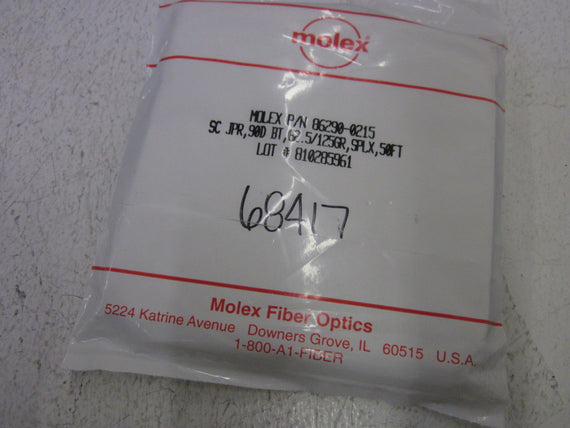 molex®
MOLEX P/N 86290-0215
SC JPR,90D BT,62.5/125GR,SPLX,50FT
LOT # 810285961
68417
Molex Fiber Optics
5224 Katrine Avenue Downers Grove, IL 60515 U.S.A.
1-800-A1-FIBER